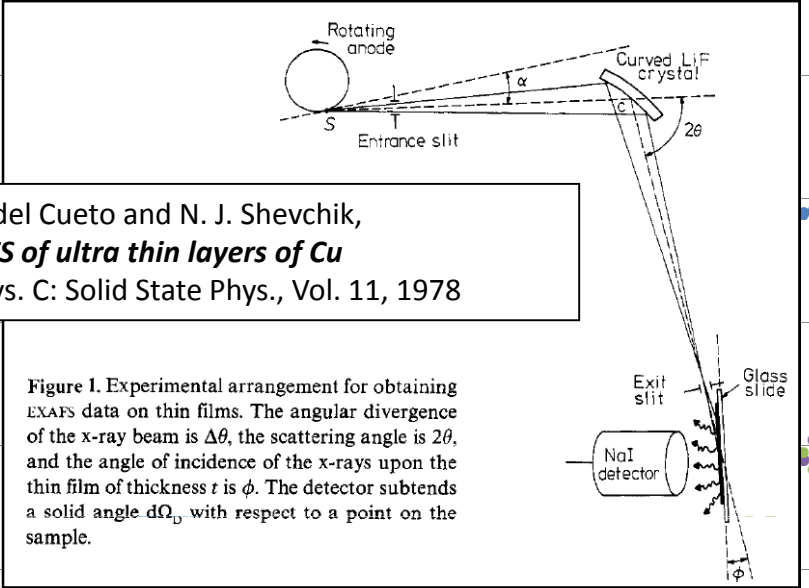 Rotating
anode
Curved LiF
crystal
α
S
C
2θ
Entrance slit
del Cueto and N. J. Shevchik,
S of ultra thin layers of Cu
s. C: Solid State Phys., Vol. 11, 1978
Exit
slit
Glass
slide
NaI
detector
φ
Figure 1. Experimental arrangement for obtaining
EXAFS data on thin films. The angular divergence
of the x-ray beam is Δθ, the scattering angle is 2θ,
and the angle of incidence of the x-rays upon the
thin film of thickness t is φ. The detector subtends
a solid angle dΩD with respect to a point on the
sample.